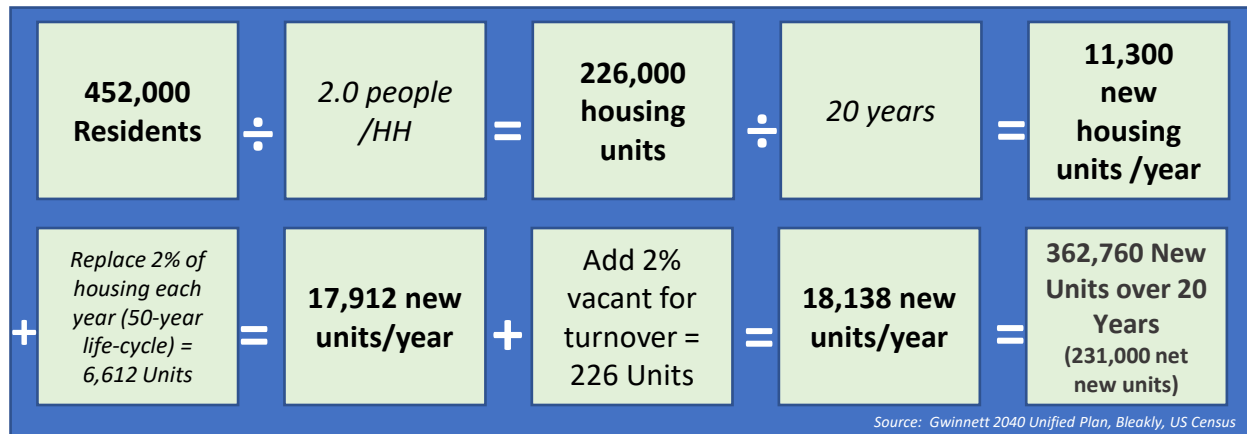 452,000
Residents
÷
2.0 people
/HH
=
226,000
housing
units
÷
20 years
=
11,300
new
housing
units /year
+
Replace 2% of
housing each
year (50-year
life-cycle) =
6,612 Units
=
17,912 new
units/year
+
Add 2%
vacant for
turnover =
226 Units
=
18,138 new
units/year
=
362,760 New
Units over 20
Years
(231,000 net
new units)
Source: Gwinnett 2040 Unified Plan, Bleakly, US Census